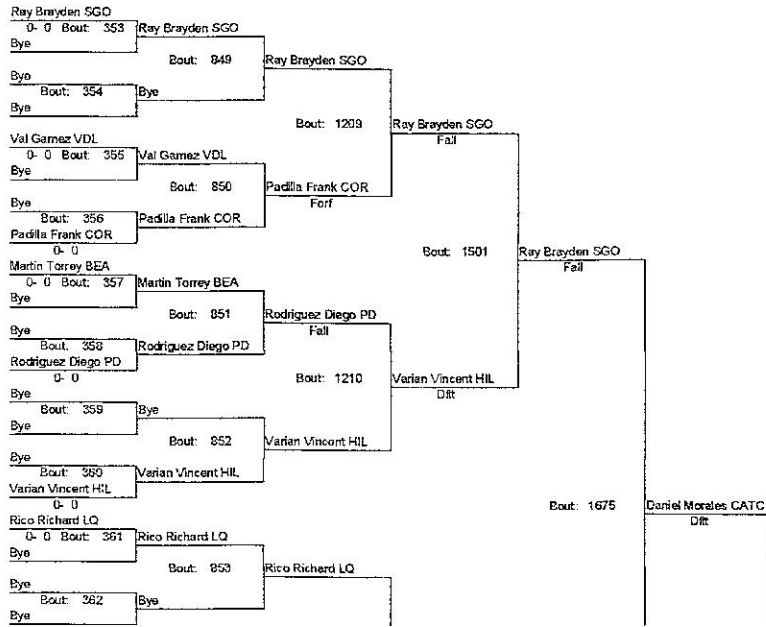 Ray Brayden SGO
0- 0 Bout: 353 Ray Brayden SGO
Bye
Bout: 849 Ray Brayden SGO
Bye
Bout: 354 Bye
Bye
Bout: 1209 Ray Brayden SGO
Fall
Val Gamez VDL
0- 0 Bout: 355 Val Gamez VDL
Bye
Bout: 850 Padilla Frank COR
Forf
Bye
Bout: 356 Padilla Frank COR
Padilla Frank COR
0- 0
Bout: 1501 Ray Brayden SGO
Fall
Martin Torrey BEA
0- 0 Bout: 357 Martin Torrey BEA
Bye
Bout: 851 Rodriguez Diego PD
Fall
Bye
Bout: 358 Rodriguez Diego PD
Rodriguez Diego PD
0- 0
Bout: 1210 Varian Vincent HIL
Dftt
Bye
Bout: 359 Bye
Bye
Bout: 852 Varian Vincent HIL
Bye
Bout: 360 Varian Vincent HIL
Varian Vincent HIL
0- 0
Bout: 1675 Daniel Morales CATC
Dftt
Rico Richard LQ
0- 0 Bout: 361 Rico Richard LQ
Bye
Bout: 853 Rico Richard LQ
Bye
Bout: 362 Bye
Bye